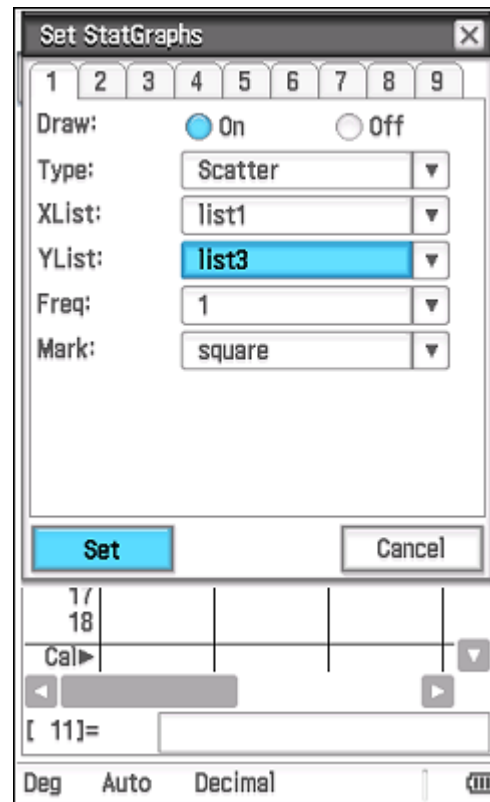 Set StatGraphs
1 2 3 4 5 6 7 8 9
Draw: On Off
Type: Scatter
XList: list1
YList: list3
Freq: 1
Mark: square
Set Cancel
17
18
Cal▶
[ 11]=
Deg Auto Decimal